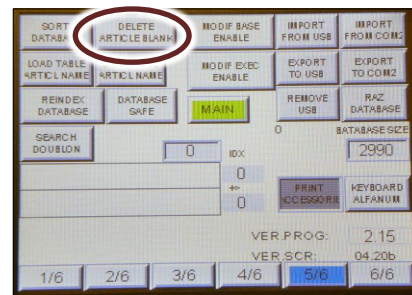 SORT DATABA
DELETE ARTICLE BLANK
MODIF BASE ENABLE
IMPORT FROM USB
IMPORT FROM COM2
LOAD TABLE ARTICL NAME
ARTICL NAME
MODIF EXEC ENABLE
EXPORT TO USB
EXPORT TO COM2
REINDEX DATABASE
DATABASE SAFE
MAIN
REMOVE USB
RAZ DATABASE
SEARCH DOUBLON
0 IDX
0
BATABASE SIZE
2990
0
<->
0
PRINT CCESSORIE
KEYBOARD ALFANUM
VER.PROG: 2.15
VER.SCR: 04.20b
1/6 2/6 3/6 4/6 5/6 6/6